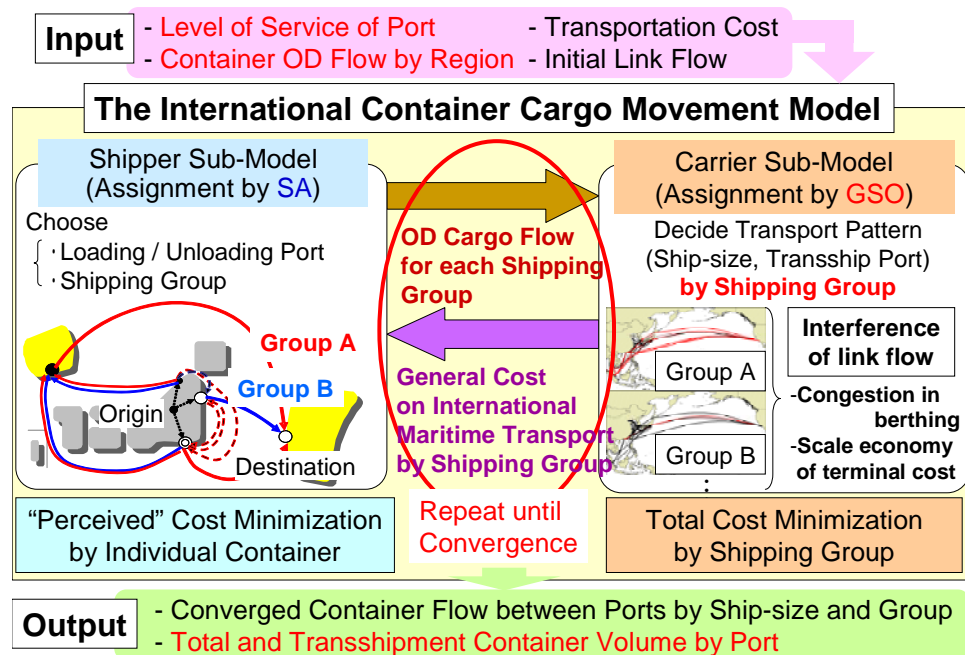 Input
- Level of Service of Port
- Container OD Flow by Region
- Transportation Cost
- Initial Link Flow
The International Container Cargo Movement Model
Shipper Sub-Model
(Assignment by SA)
Choose
・Loading / Unloading Port
・Shipping Group
Group A
Group B
Origin
Destination
“Perceived” Cost Minimization
by Individual Container
OD Cargo Flow
for each Shipping
Group
General Cost
on International
Maritime Transport
by Shipping Group
Repeat until
Convergence
Carrier Sub-Model
(Assignment by GSO)
Decide Transport Pattern
(Ship-size, Transship Port)
by Shipping Group
Group A
Group B
⋮
Interference
of link flow
-Congestion in
berthing
-Scale economy
of terminal cost
Total Cost Minimization
by Shipping Group
Output
- Converged Container Flow between Ports by Ship-size and Group
- Total and Transshipment Container Volume by Port